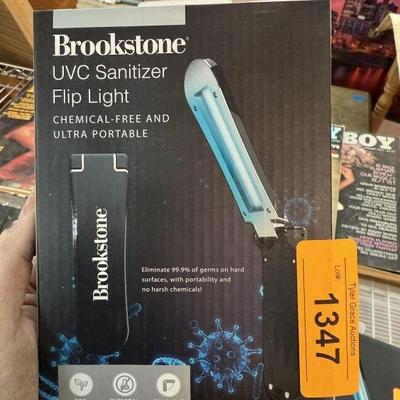 Brookstone®
UVC Sanitizer
Flip Light
CHEMICAL-FREE AND
ULTRA PORTABLE
Brookstone
Eliminate 99.9% of germs on hard
surfaces, with portability and
no harsh chemicals!
Lot#:
1347
Tyler Grace Auctions
BOY